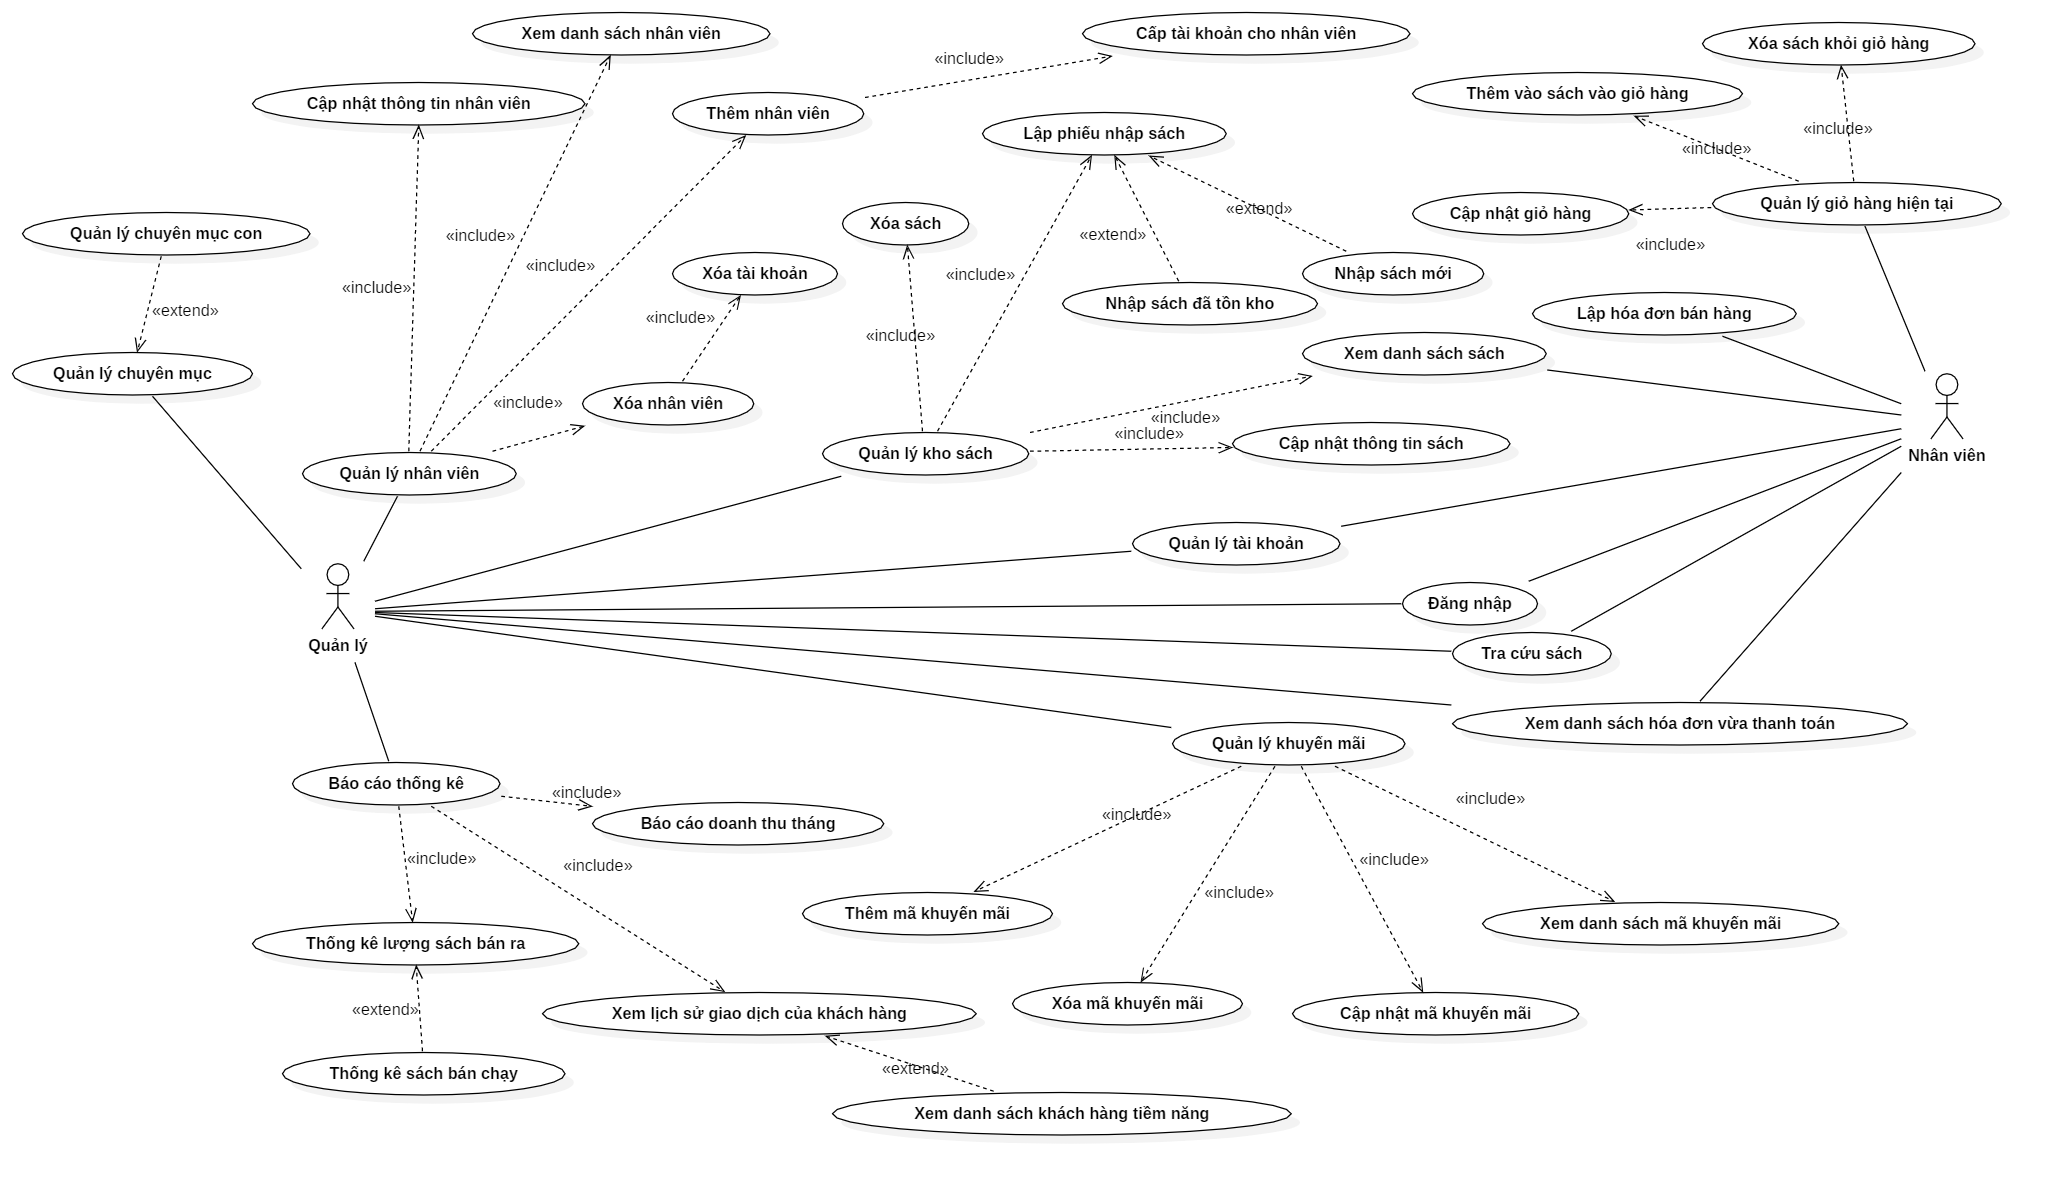 Xem danh sách nhân viên
Cấp tài khoản cho nhân viên
Xóa sách khỏi giỏ hàng
«include»
Cập nhật thông tin nhân viên
Thêm nhân viên
Thêm vào sách vào giỏ hàng
Lập phiếu nhập sách
«include»
«include»
Quản lý chuyên mục con
Xóa sách
«extend»
Cập nhật giỏ hàng
Quản lý giỏ hàng hiện tại
«include»
«extend»
«include»
«include»
Xóa tài khoản
«include»
Nhập sách mới
«include»
Nhập sách đã tồn kho
«extend»
«include»
Lập hóa đơn bán hàng
«include»
Quản lý chuyên mục
Xem danh sách sách
«include»
Xóa nhân viên
«include»
«include»
Quản lý nhân viên
Quản lý kho sách
Cập nhật thông tin sách
Nhân viên
Quản lý tài khoản
Đăng nhập
Quản lý
Tra cứu sách
Xem danh sách hóa đơn vừa thanh toán
Quản lý khuyến mãi
Báo cáo thống kê
«include»
«include»
Báo cáo doanh thu tháng
«include»
«include»
«include»
«include»
«include»
Thêm mã khuyến mãi
Xem danh sách mã khuyến mãi
Thống kê lượng sách bán ra
«extend»
Xem lịch sử giao dịch của khách hàng
Xóa mã khuyến mãi
Cập nhật mã khuyến mãi
Thống kê sách bán chạy
«extend»
Xem danh sách khách hàng tiềm năng